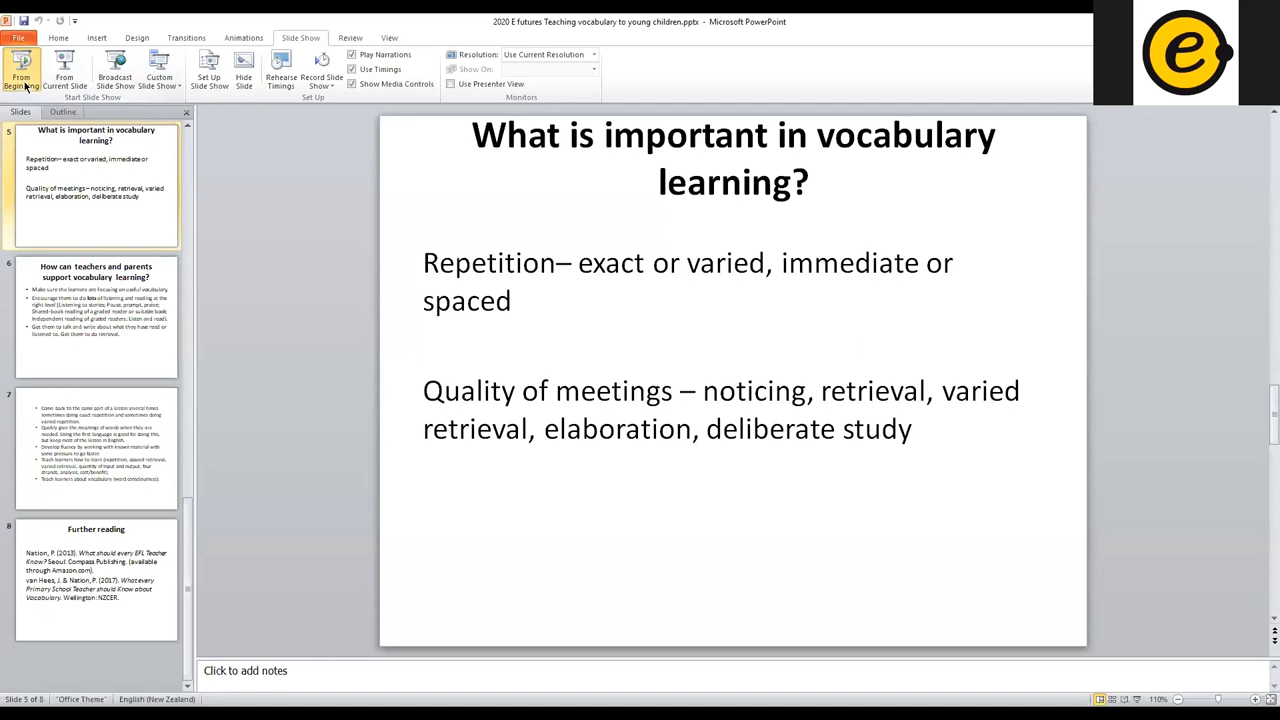 2020 E futures Teaching vocabulary to young children.pptx - Microsoft PowerPoint
File Home Insert Design Transitions Animations Slide Show Review View
From Beginning
From Current Slide
Broadcast Slide Show
Custom Slide Show
Set Up Slide Show
Hide Slide
Rehearse Timings
Record Slide Show
Play Narrations
Use Timings
Show Media Controls
Resolution: Use Current Resolution
Show On:
Use Presenter View
Start Slide Show
Set Up
Monitors
e
Slides Outline
5
What is important in vocabulary
learning?
Repetition– exact or varied, immediate or
spaced
Quality of meetings – noticing, retrieval, varied
retrieval, elaboration, deliberate study
6
How can teachers and parents
support vocabulary learning?
• Make sure the learners are focusing on useful vocabulary.
• Encourage them to do lots of listening and reading at the
right level (Listening to stories; Pause, prompt, praise;
Shared-book reading of a graded reader or suitable book;
Independent reading of graded readers; Listen and read).
• Get them to talk and write about what they have read or
listened to. Get them to do retrieval.
7
• Come back to the same part of a lesson several times
sometimes doing exact repetition and sometimes doing
varied repetition.
• Quickly give the meanings of words when they are
needed. Using the first language is good for doing this,
but keep most of the lesson in English.
• Develop fluency by working with known material with
some pressure to go faster.
• Teach learners how to learn (repetition, spaced retrieval,
varied retrieval, quantity of input and output, four
strands, analysis, cost/benefit).
• Teach learners about vocabulary (word consciousness).
8
Further reading
Nation, P. (2013). What should every EFL Teacher
Know? Seoul: Compass Publishing. (available
through Amazon.com).
van Hees, J. & Nation, P. (2017). What every
Primary School Teacher should Know about
Vocabulary. Wellington: NZCER.
What is important in vocabulary
learning?
Repetition– exact or varied, immediate or
spaced
Quality of meetings – noticing, retrieval, varied
retrieval, elaboration, deliberate study
Click to add notes
Slide 5 of 8 "Office Theme" English (New Zealand) 110%